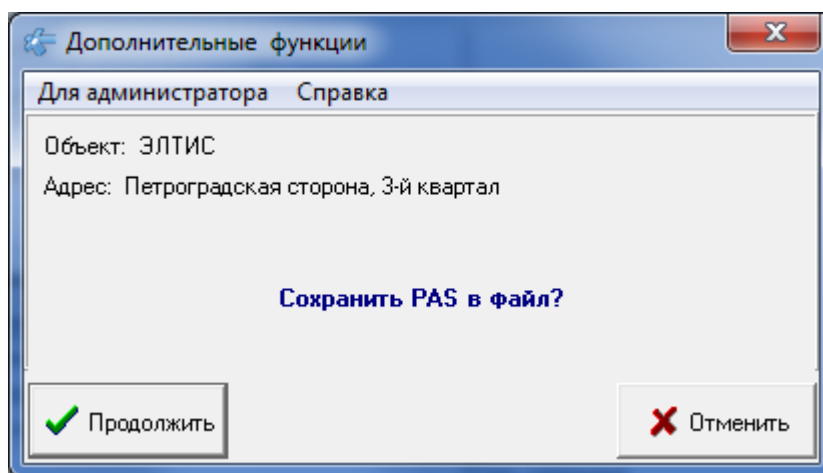 Дополнительные функции
Для администратора Справка
Объект: ЭЛТИС
Адрес: Петроградская сторона, 3-й квартал
Сохранить PAS в файл?
Продолжить Отменить